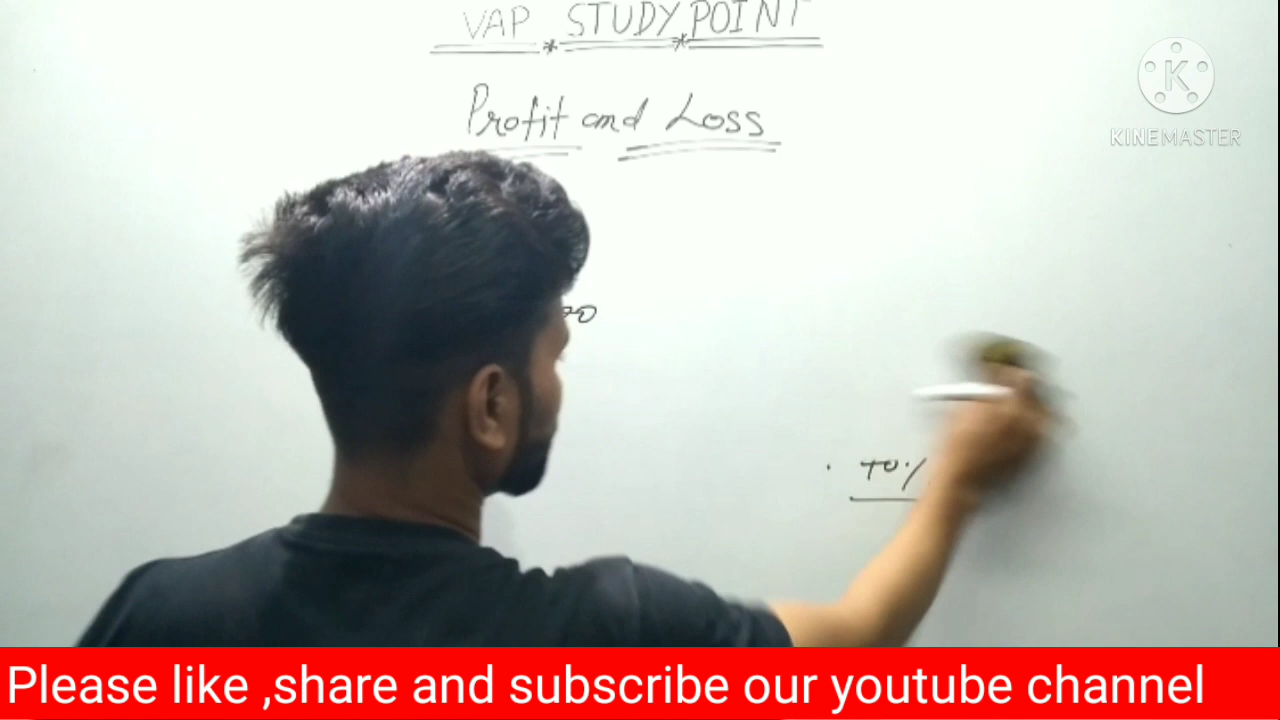 VAP * STUDY * POINT
Profit and Loss
KINEMASTER
Please like ,share and subscribe our youtube channel